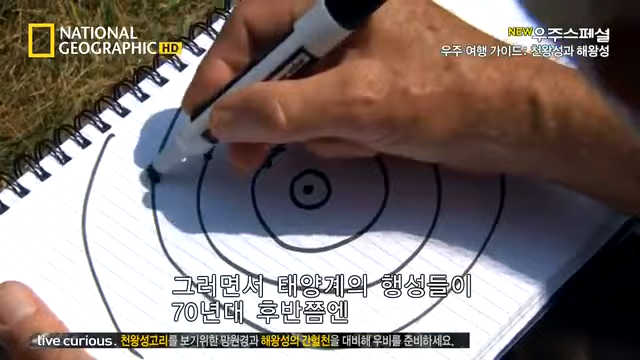 NATIONAL
GEOGRAPHIC HD
NEW 우주스페셜
우주 여행 가이드: 천왕성과 해왕성
그러면서 태양계의 행성들이
70년대 후반쯤엔
live curious. 천왕성고리를 보기위한 망원경과 해왕성의 간헐천을 대비해 우비를 준비하세요.